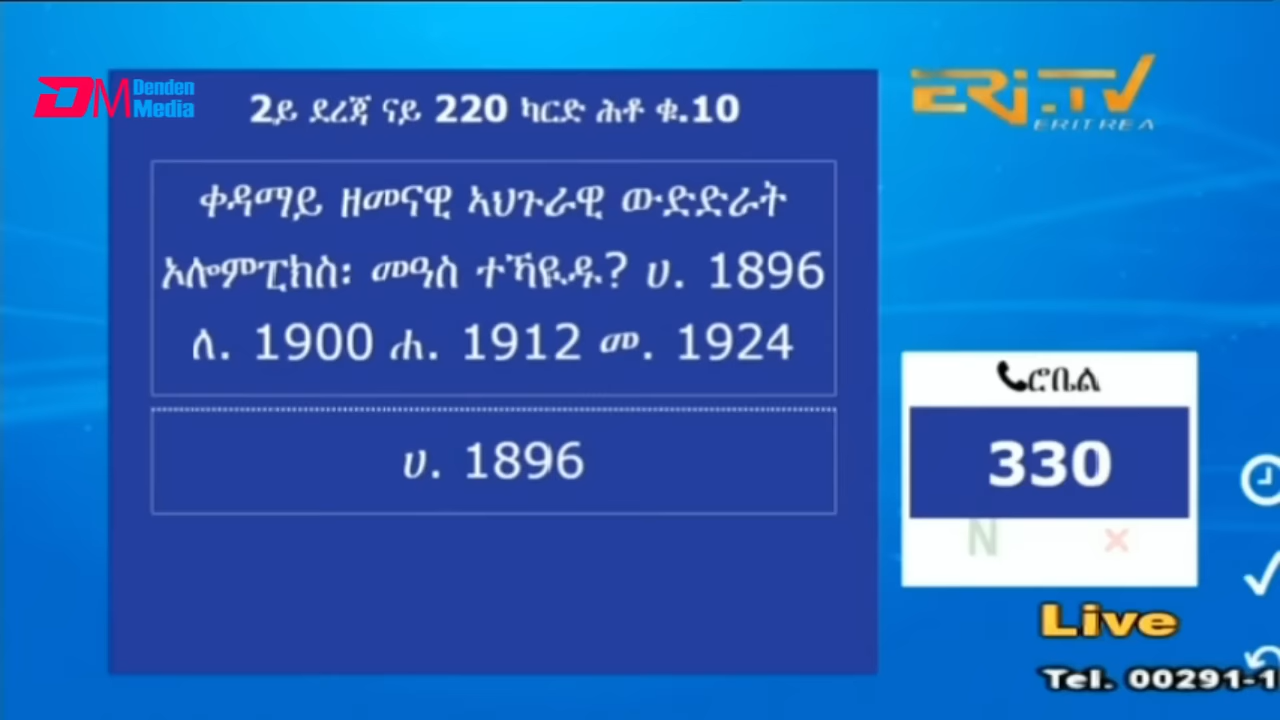 DM Denden Media
ERi-TV
ERITREA
2ይ ደረጃ ናይ 220 ካርድ ሕቶ ቁ.10
ቀዳማይ ዘመናዊ ኣህጉራዊ ውድድራት
ኦሎምፒክስ፡ መዓስ ተኻዪዱ? ሀ. 1896
ለ. 1900 ሐ. 1912 መ. 1924
ሀ. 1896
ሮቤል
330
N ×
Live
Tel. 00291-1